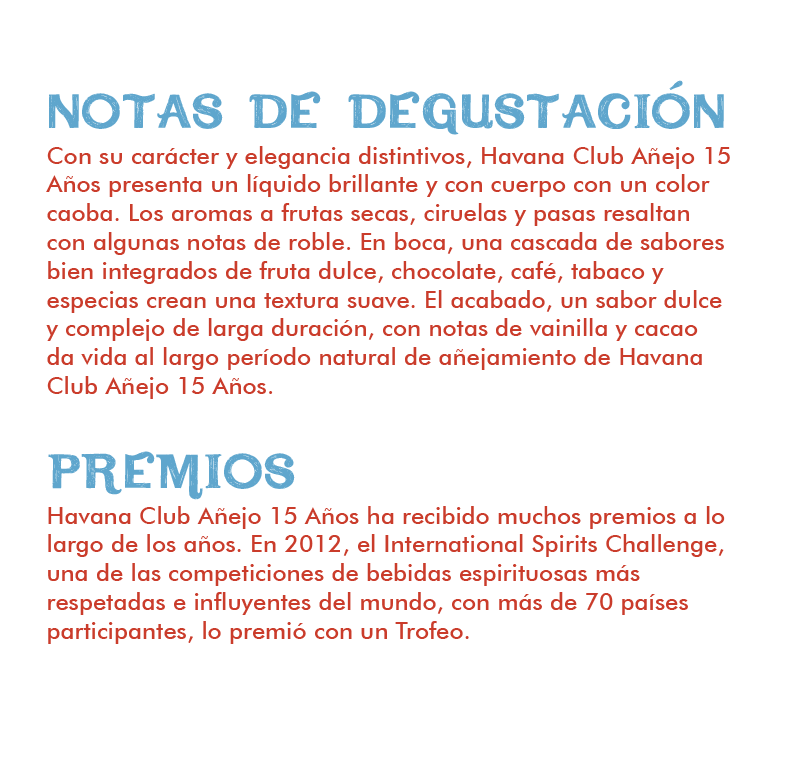 NOTAS DE DEGUSTACIÓN
Con su carácter y elegancia distintivos, Havana Club Añejo 15
Años presenta un líquido brillante y con cuerpo con un color
caoba. Los aromas a frutas secas, ciruelas y pasas resaltan
con algunas notas de roble. En boca, una cascada de sabores
bien integrados de fruta dulce, chocolate, café, tabaco y
especias crean una textura suave. El acabado, un sabor dulce
y complejo de larga duración, con notas de vainilla y cacao
da vida al largo período natural de añejamiento de Havana
Club Añejo 15 Años.
PREMIOS
Havana Club Añejo 15 Años ha recibido muchos premios a lo
largo de los años. En 2012, el International Spirits Challenge,
una de las competiciones de bebidas espirituosas más
respetadas e influyentes del mundo, con más de 70 países
participantes, lo premió con un Trofeo.